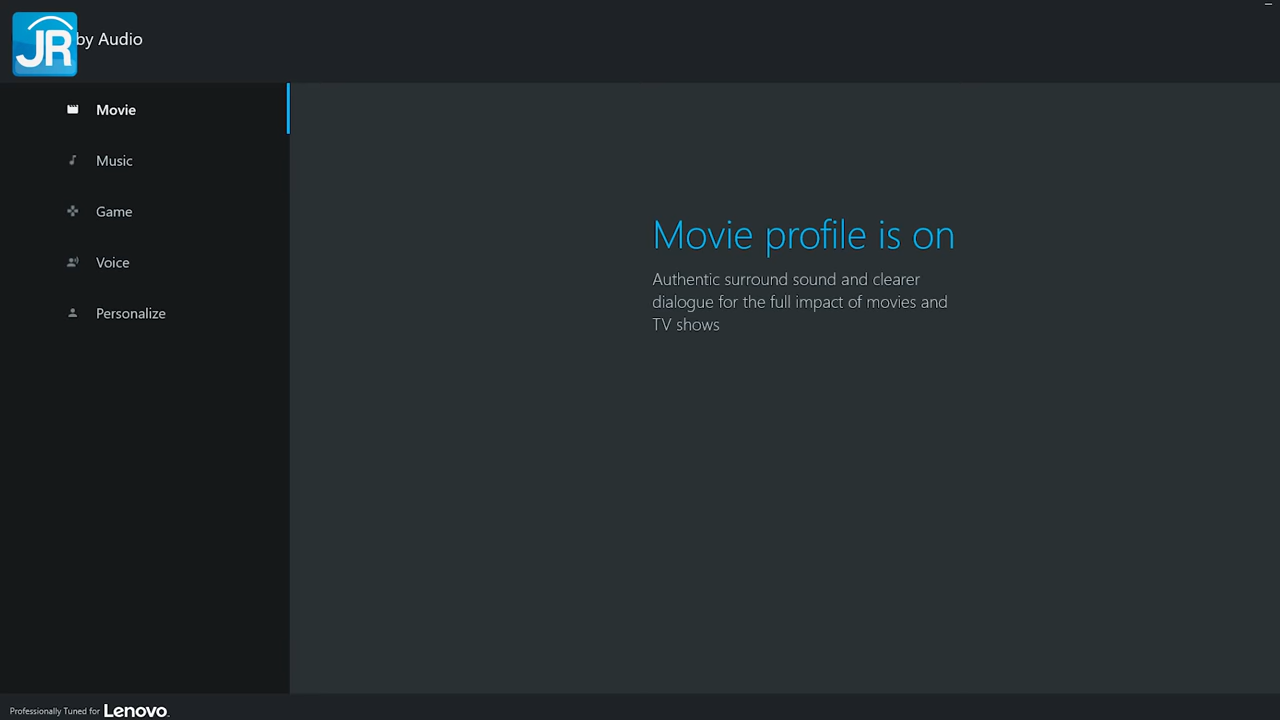 JR
by Audio
Movie
Music
Game
Voice
Personalize
Movie profile is on
Authentic surround sound and clearer
dialogue for the full impact of movies and
TV shows
Professionally Tuned for Lenovo.